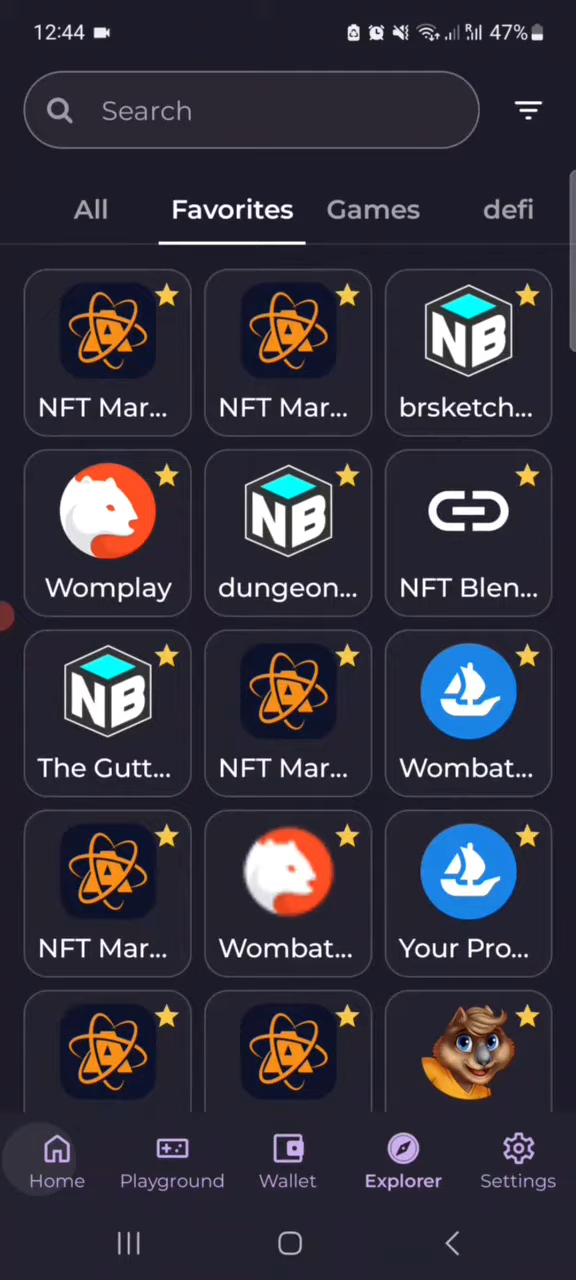 12:44 47%
Search
All Favorites Games defi
NFT Mar... NFT Mar... brsketch...
Womplay dungeon... NFT Blen...
The Gutt... NFT Mar... Wombat...
NFT Mar... Wombat... Your Pro...
Home Playground Wallet Explorer Settings